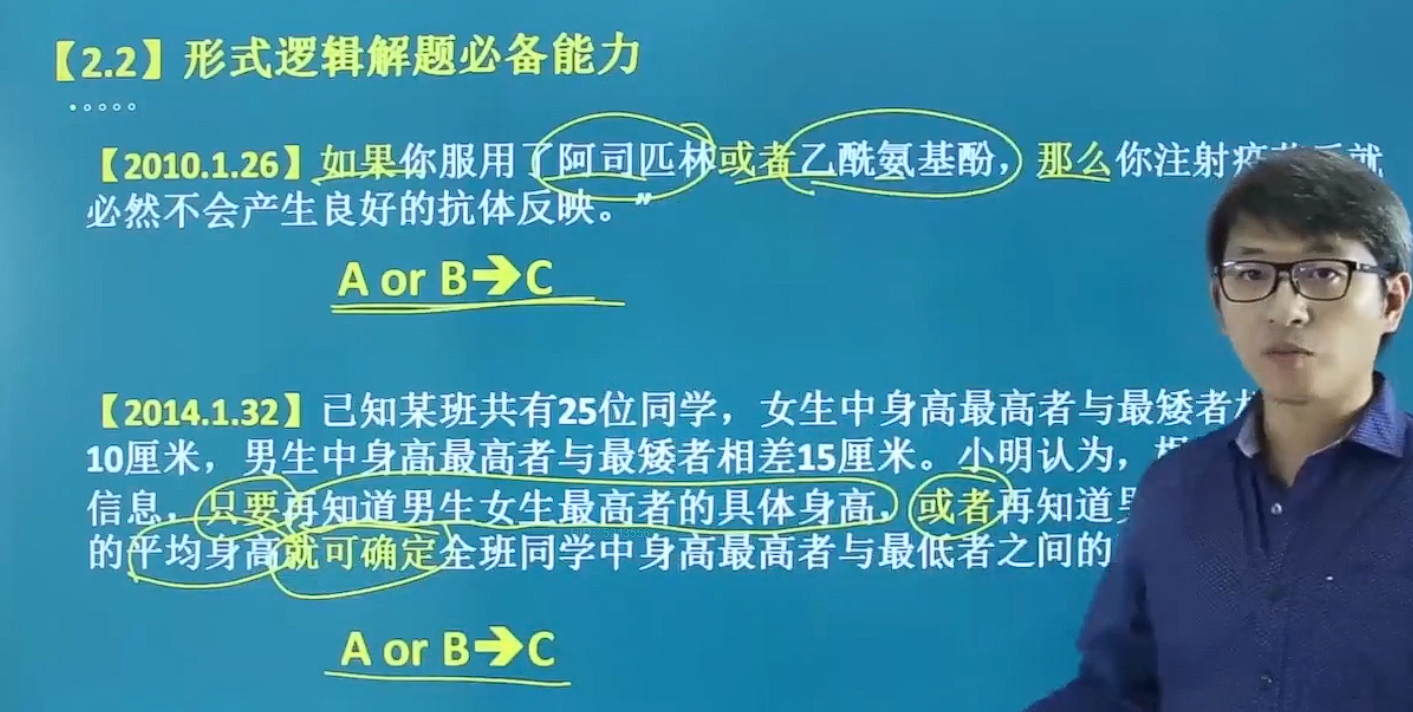 【2.2】形式逻辑解题必备能力
【2010.1.26】如果你服用了阿司匹林或者乙酰氨基酚，那么你注射疫苗后就
必然不会产生良好的抗体反映。”
A or B➔C
【2014.1.32】已知某班共有25位同学，女生中身高最高者与最矮者
10厘米，男生中身高最高者与最矮者相差15厘米。小明认为，
信息，只要再知道男生女生最高者的具体身高，或者再知道
的平均身高就可确定全班同学中身高最高者与最低者之间的
A or B➔C